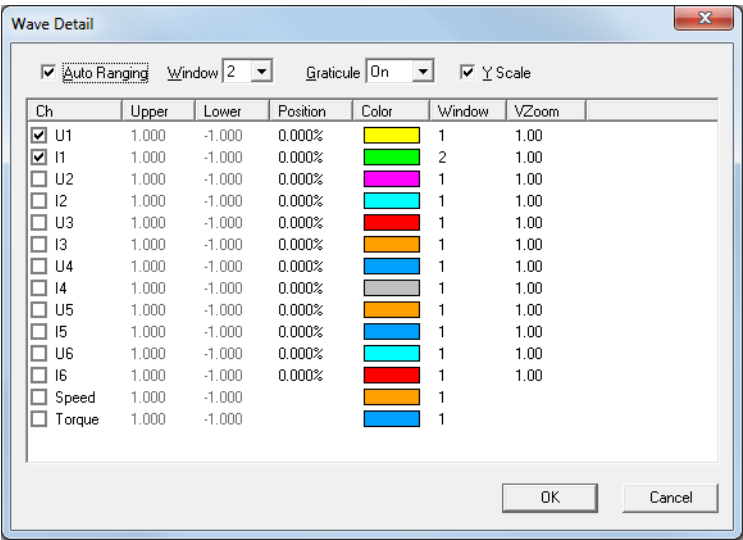 Wave Detail
x
Auto Ranging Window 2 Graticule On Y Scale
Ch Upper Lower Position Color Window VZoom
U1 1.000 -1.000 0.000% 1 1.00
I1 1.000 -1.000 0.000% 2 1.00
U2 1.000 -1.000 0.000% 1 1.00
I2 1.000 -1.000 0.000% 1 1.00
U3 1.000 -1.000 0.000% 1 1.00
I3 1.000 -1.000 0.000% 1 1.00
U4 1.000 -1.000 0.000% 1 1.00
I4 1.000 -1.000 0.000% 1 1.00
U5 1.000 -1.000 0.000% 1 1.00
I5 1.000 -1.000 0.000% 1 1.00
U6 1.000 -1.000 0.000% 1 1.00
I6 1.000 -1.000 0.000% 1 1.00
Speed 1.000 -1.000 1
Torque 1.000 -1.000 1
OK Cancel